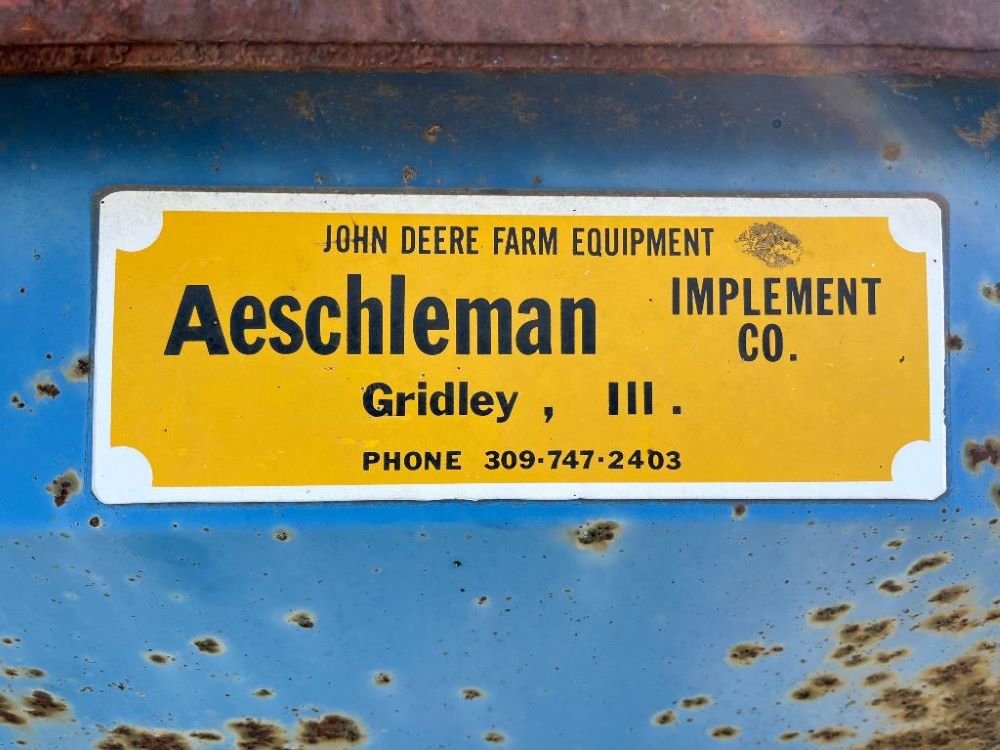 JOHN DEERE FARM EQUIPMENT
Aeschleman IMPLEMENT CO.
Gridley, Ill.
PHONE 309-747-2403